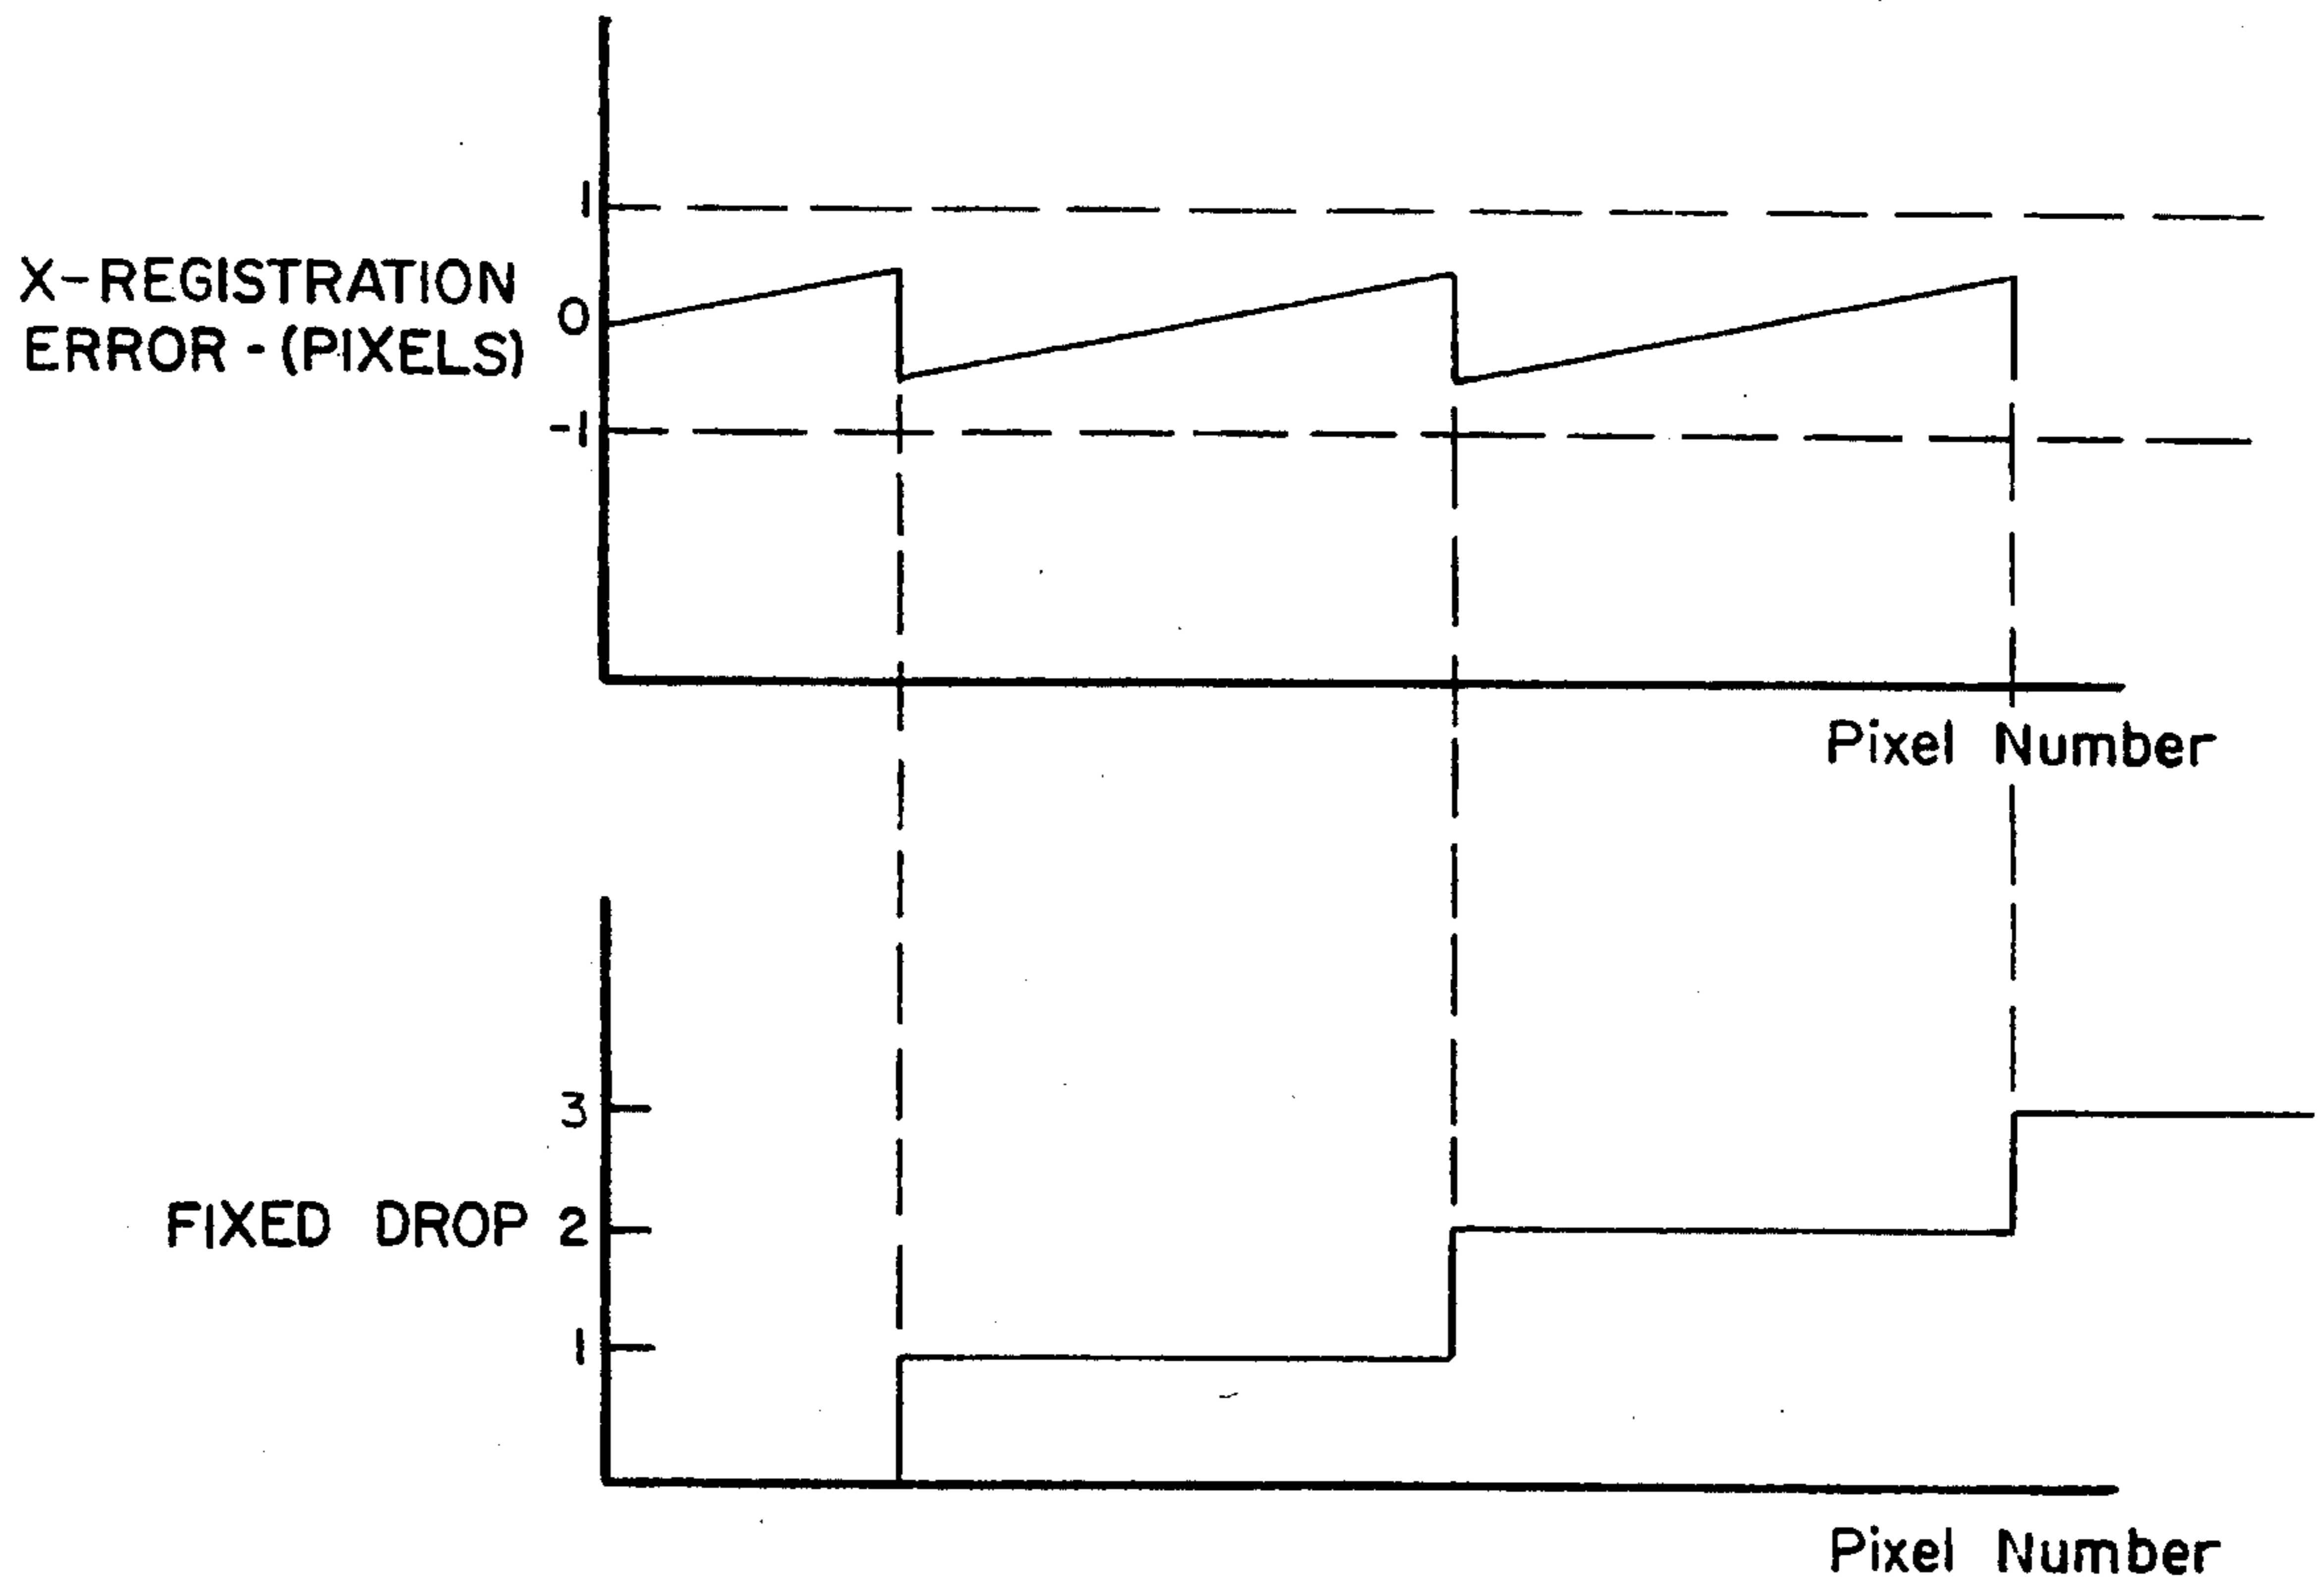 1
X-REGISTRATION
0
ERROR - (PIXELS)
-1
Pixel Number
3
FIXED DROP 2
1
Pixel Number